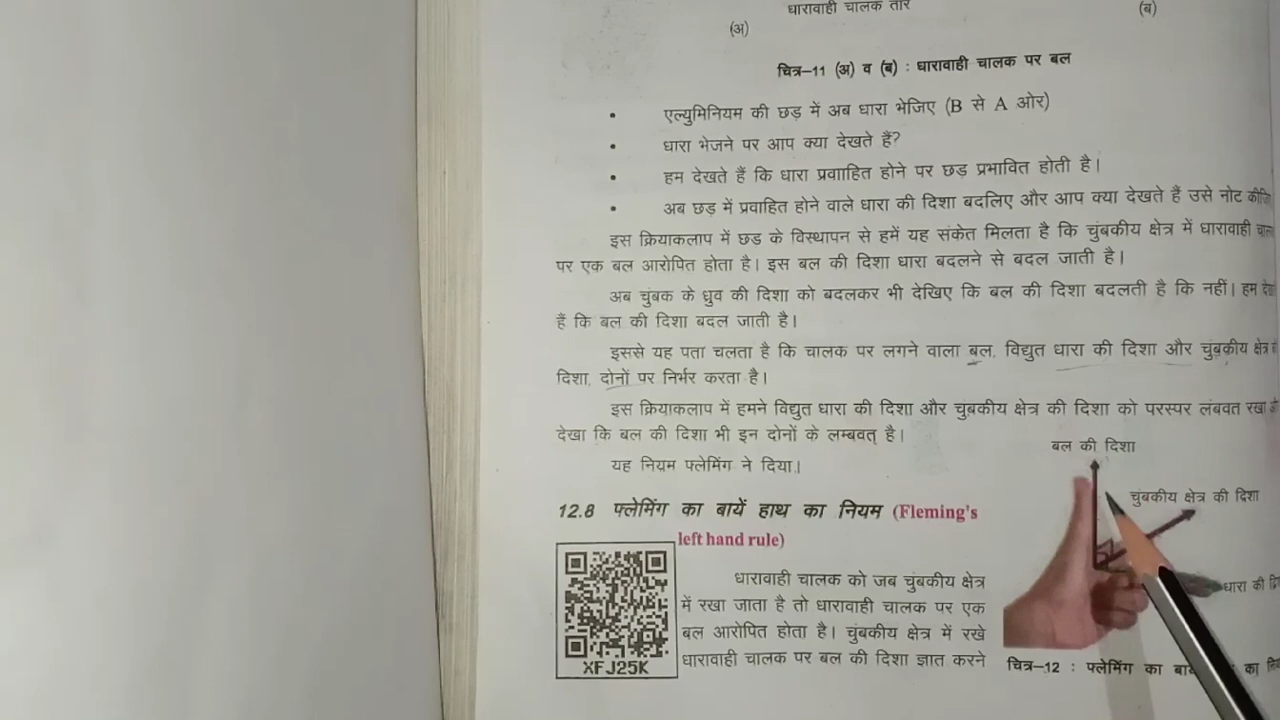 धारावाही चालक तार
(ब)
(अ)
चित्र–11 (अ) व (ब) : धारावाही चालक पर बल
• एल्युमिनियम की छड़ में अब धारा भेजिए (B से A ओर)
• धारा भेजने पर आप क्या देखते हैं?
• हम देखते हैं कि धारा प्रवााहित होने पर छड़ प्रभावित होती है।
• अब छड़ में प्रवाहित होने वाले धारा की दिशा बदलिए और आप क्या देखते हैं उसे नोट
इस क्रियाकलाप में छड़ के विस्थापन से हमें यह संकेत मिलता है कि चुंबकीय क्षेत्र में धारावाही
पर एक बल आरोपित होता है। इस बल की दिशा धारा बदलने से बदल जाती है।
अब चुंबक के ध्रुव की दिशा को बदलकर भी देखिए कि बल की दिशा बदलती है कि नहीं। हम
हैं कि बल की दिशा बदल जाती है।
इससे यह पता चलता है कि चालक पर लगने वाला बल, विद्युत धारा की दिशा और चुंबकीय क्षेत्र
दिशा, दोनों पर निर्भर करता है।
इस क्रियाकलाप में हमने विद्युत धारा की दिशा और चुंबकीय क्षेत्र की दिशा को परस्पर लंबवत रखा
देखा कि बल की दिशा भी इन दोनों के लम्बवत् है।
यह नियम फ्लेमिंग ने दिया।
12.8 फ्लेमिंग का बायें हाथ का नियम (Fleming's
left hand rule)
धारावाही चालक को जब चुंबकीय क्षेत्र
में रखा जाता है तो धारावाही चालक पर एक
बल आरोपित होता है। चुंबकीय क्षेत्र में रखे
धारावाही चालक पर बल की दिशा ज्ञात करने
XFJ25K
बल की दिशा
चुंबकीय क्षेत्र की दिशा
धारा की
चित्र–12 : फ्लेमिंग का का